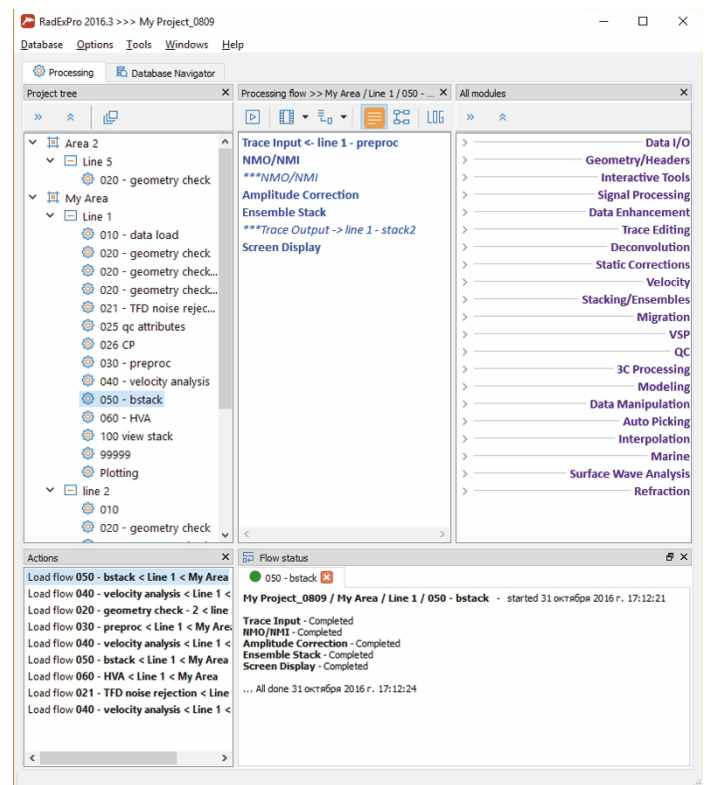 RadExPro 2016.3 >>> My Project_0809
Database Options Tools Windows Help
Processing Database Navigator
Project tree
Area 2
Line 5
020 - geometry check
My Area
Line 1
010 - data load
020 - geometry check
020 - geometry check...
020 - geometry check...
021 - TFD noise rejec...
025 qc attributes
026 CP
030 - preproc
040 - velocity analysis
050 - bstack
060 - HVA
100 view stack
99999
Plotting
line 2
010
020 - geometry check
Processing flow >> My Area / Line 1 / 050 - ...
LOG
Trace Input <- line 1 - preproc
NMO/NMI
***NMO/NMI
Amplitude Correction
Ensemble Stack
***Trace Output -> line 1 - stack2
Screen Display
All modules
Data I/O
Geometry/Headers
Interactive Tools
Signal Processing
Data Enhancement
Trace Editing
Deconvolution
Static Corrections
Velocity
Stacking/Ensembles
Migration
VSP
QC
3C Processing
Modeling
Data Manipulation
Auto Picking
Interpolation
Marine
Surface Wave Analysis
Refraction
Actions
Load flow 050 - bstack < Line 1 < My Area
Load flow 040 - velocity analysis < Line 1 <
Load flow 020 - geometry check - 2 < line
Load flow 030 - preproc < Line 1 < My Area
Load flow 040 - velocity analysis < Line 1 <
Load flow 050 - bstack < Line 1 < My Area
Load flow 060 - HVA < Line 1 < My Area
Load flow 021 - TFD noise rejection < Line
Load flow 040 - velocity analysis < Line 1 <
Flow status
050 - bstack
My Project_0809 / My Area / Line 1 / 050 - bstack - started 31 октября 2016 г. 17:12:21
Trace Input - Completed
NMO/NMI - Completed
Amplitude Correction - Completed
Ensemble Stack - Completed
Screen Display - Completed
... All done 31 октября 2016 г. 17:12:24